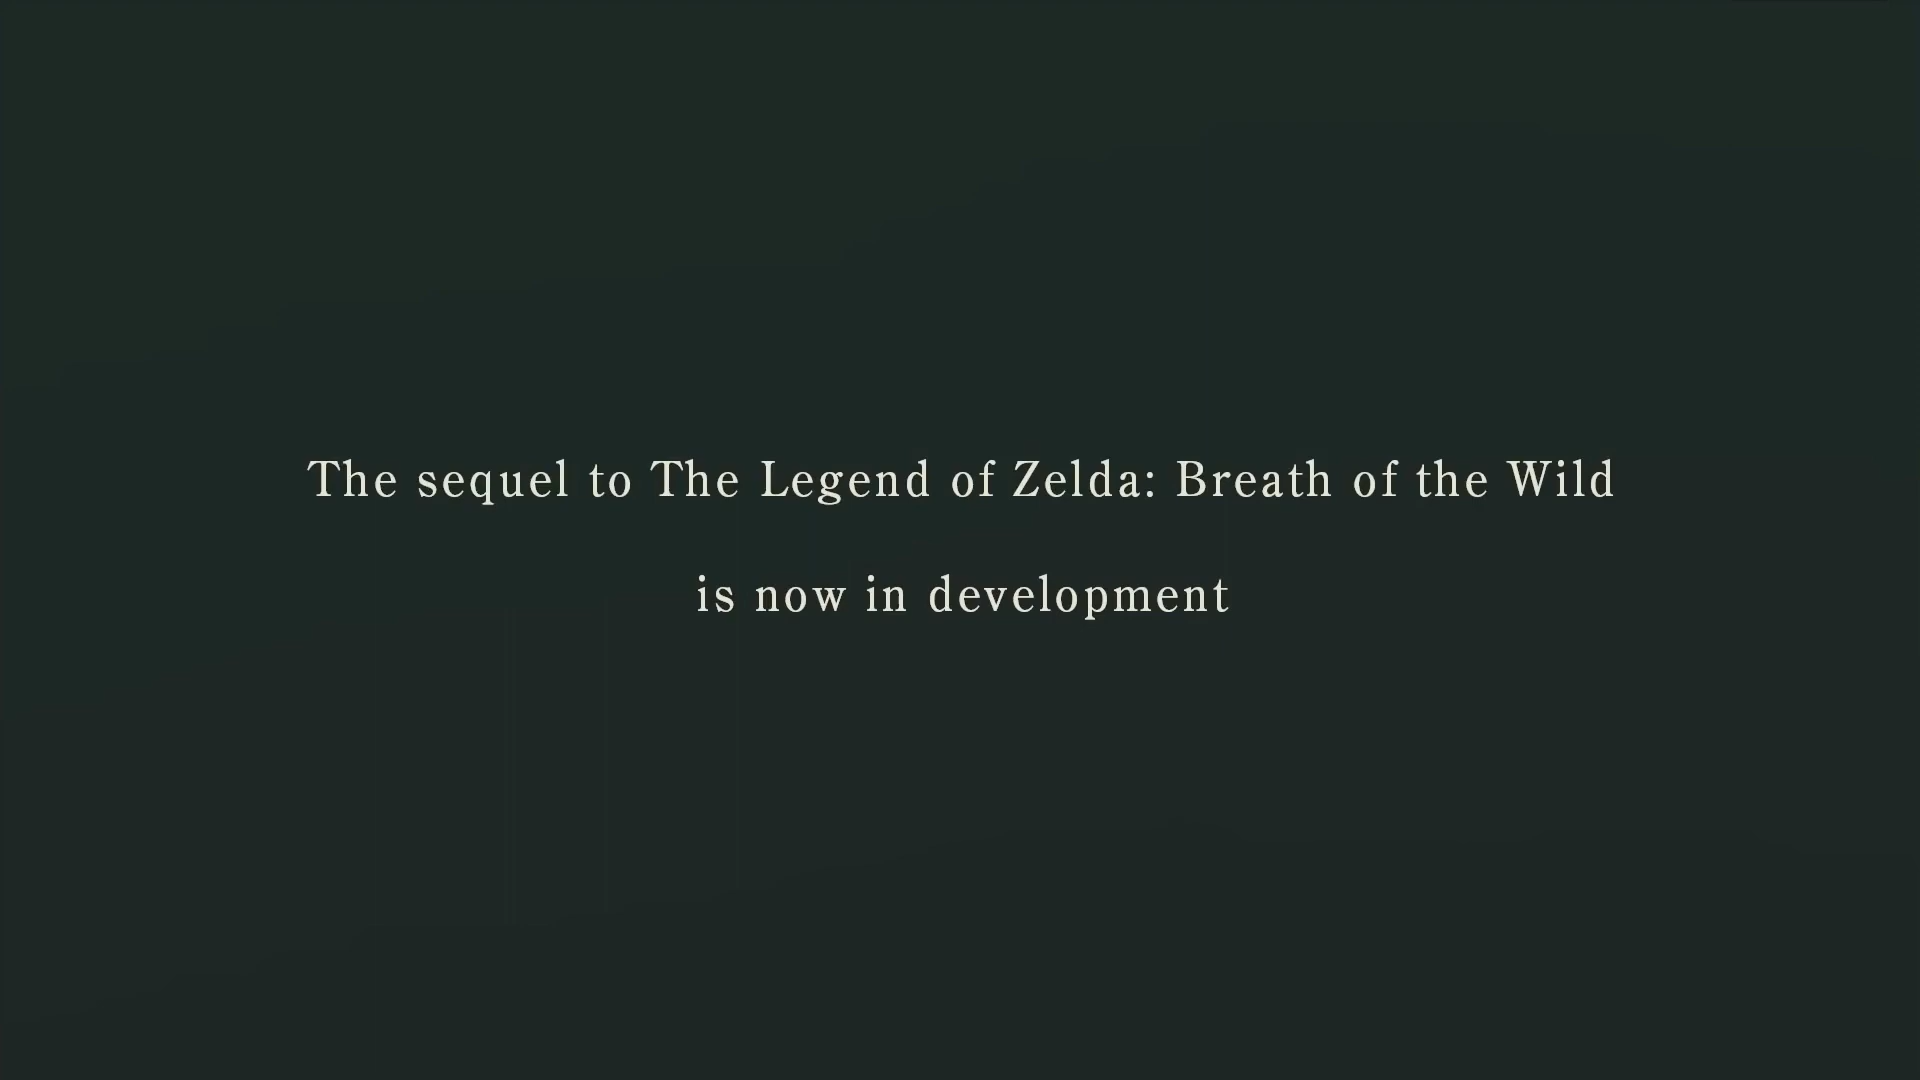 The sequel to The Legend of Zelda: Breath of the Wild
is now in development